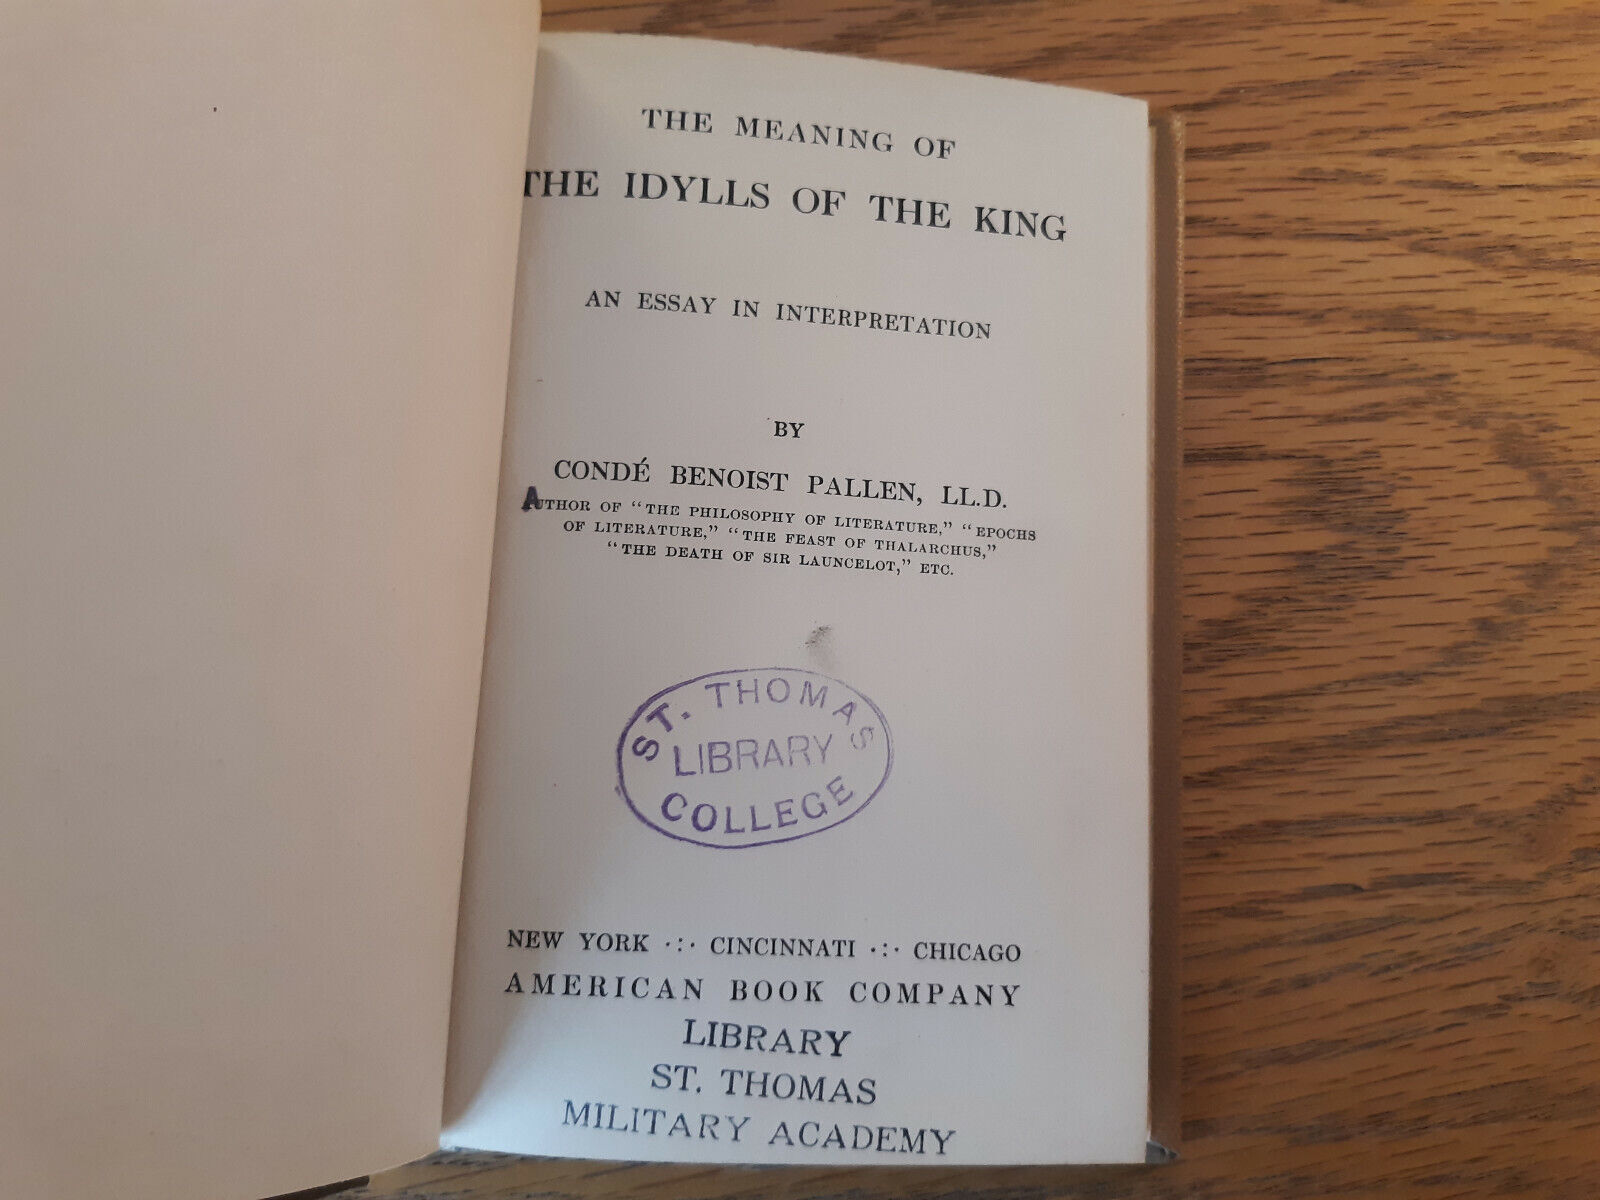 THE MEANING OF
THE IDYLLS OF THE KING
AN ESSAY IN INTERPRETATION
BY
CONDÉ BENOIST PALLEN, LL.D.
AUTHOR OF "THE PHILOSOPHY OF LITERATURE," "EPOCHS
OF LITERATURE," "THE FEAST OF THALARCHUS,"
"THE DEATH OF SIR LAUNCELOT," ETC.
ST. THOMAS
LIBRARY
COLLEGE
NEW YORK ·:· CINCINNATI ·:· CHICAGO
AMERICAN BOOK COMPANY
LIBRARY
ST. THOMAS
MILITARY ACADEMY